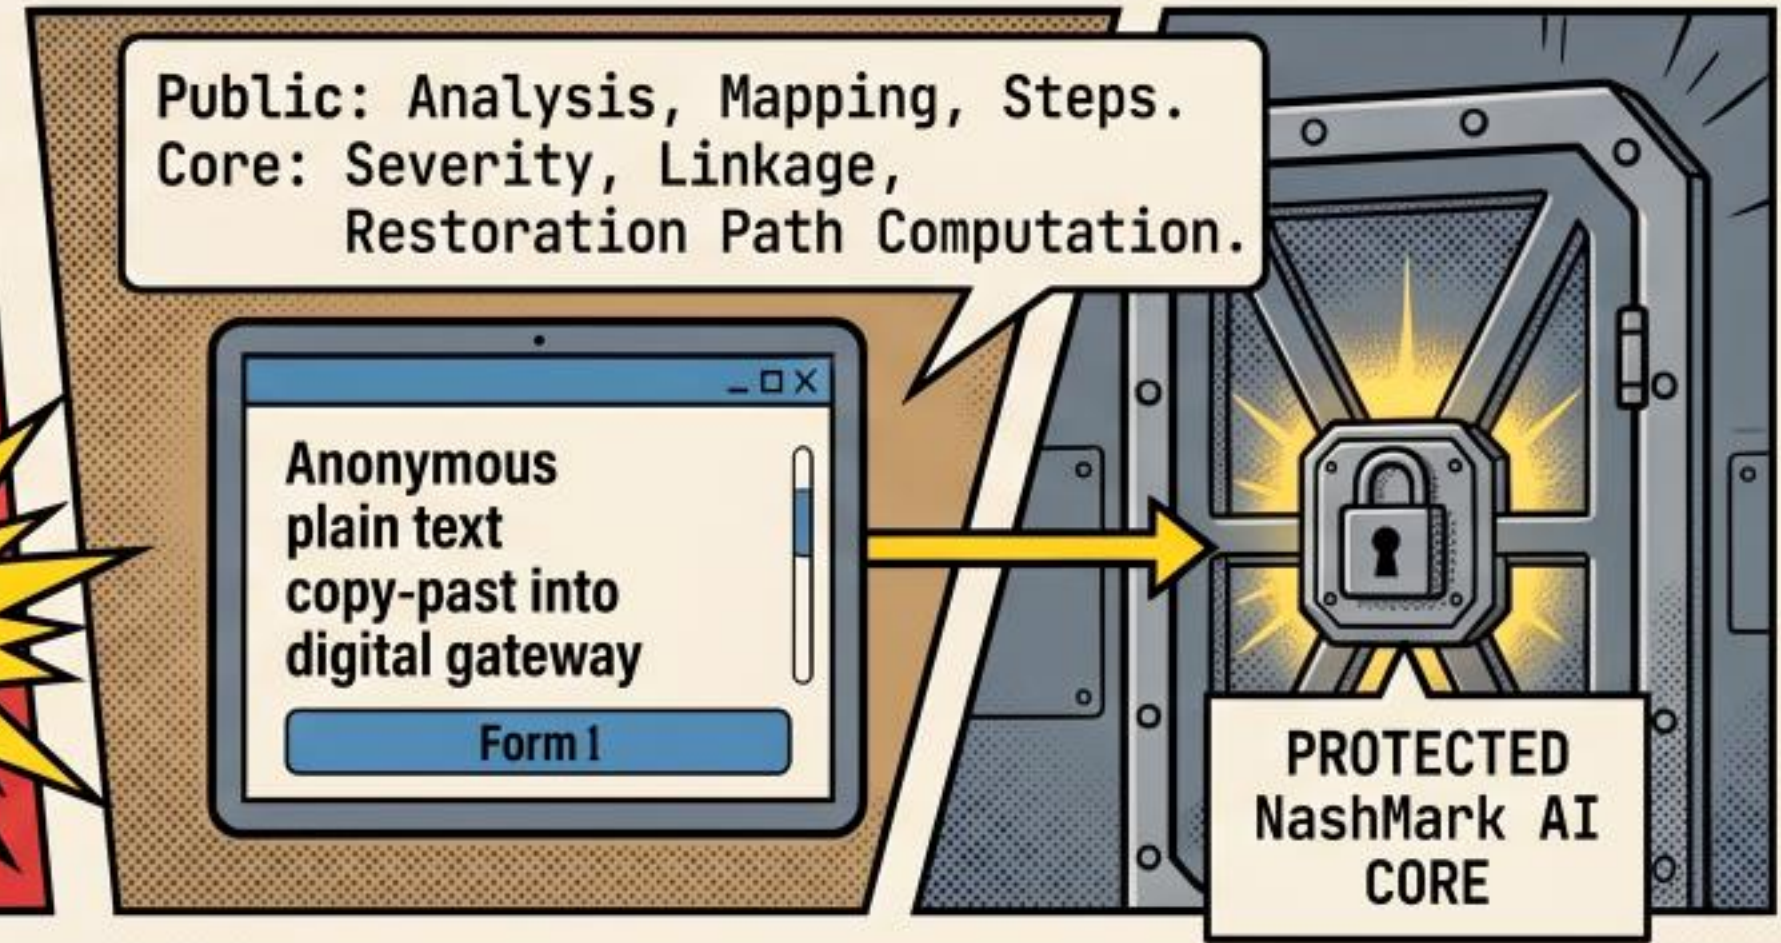 Public: Analysis, Mapping, Steps.
Core: Severity, Linkage,
Restoration Path Computation.
Anonymous
plain text
copy-past into
digital gateway
Form 1
PROTECTED
NashMark AI
CORE